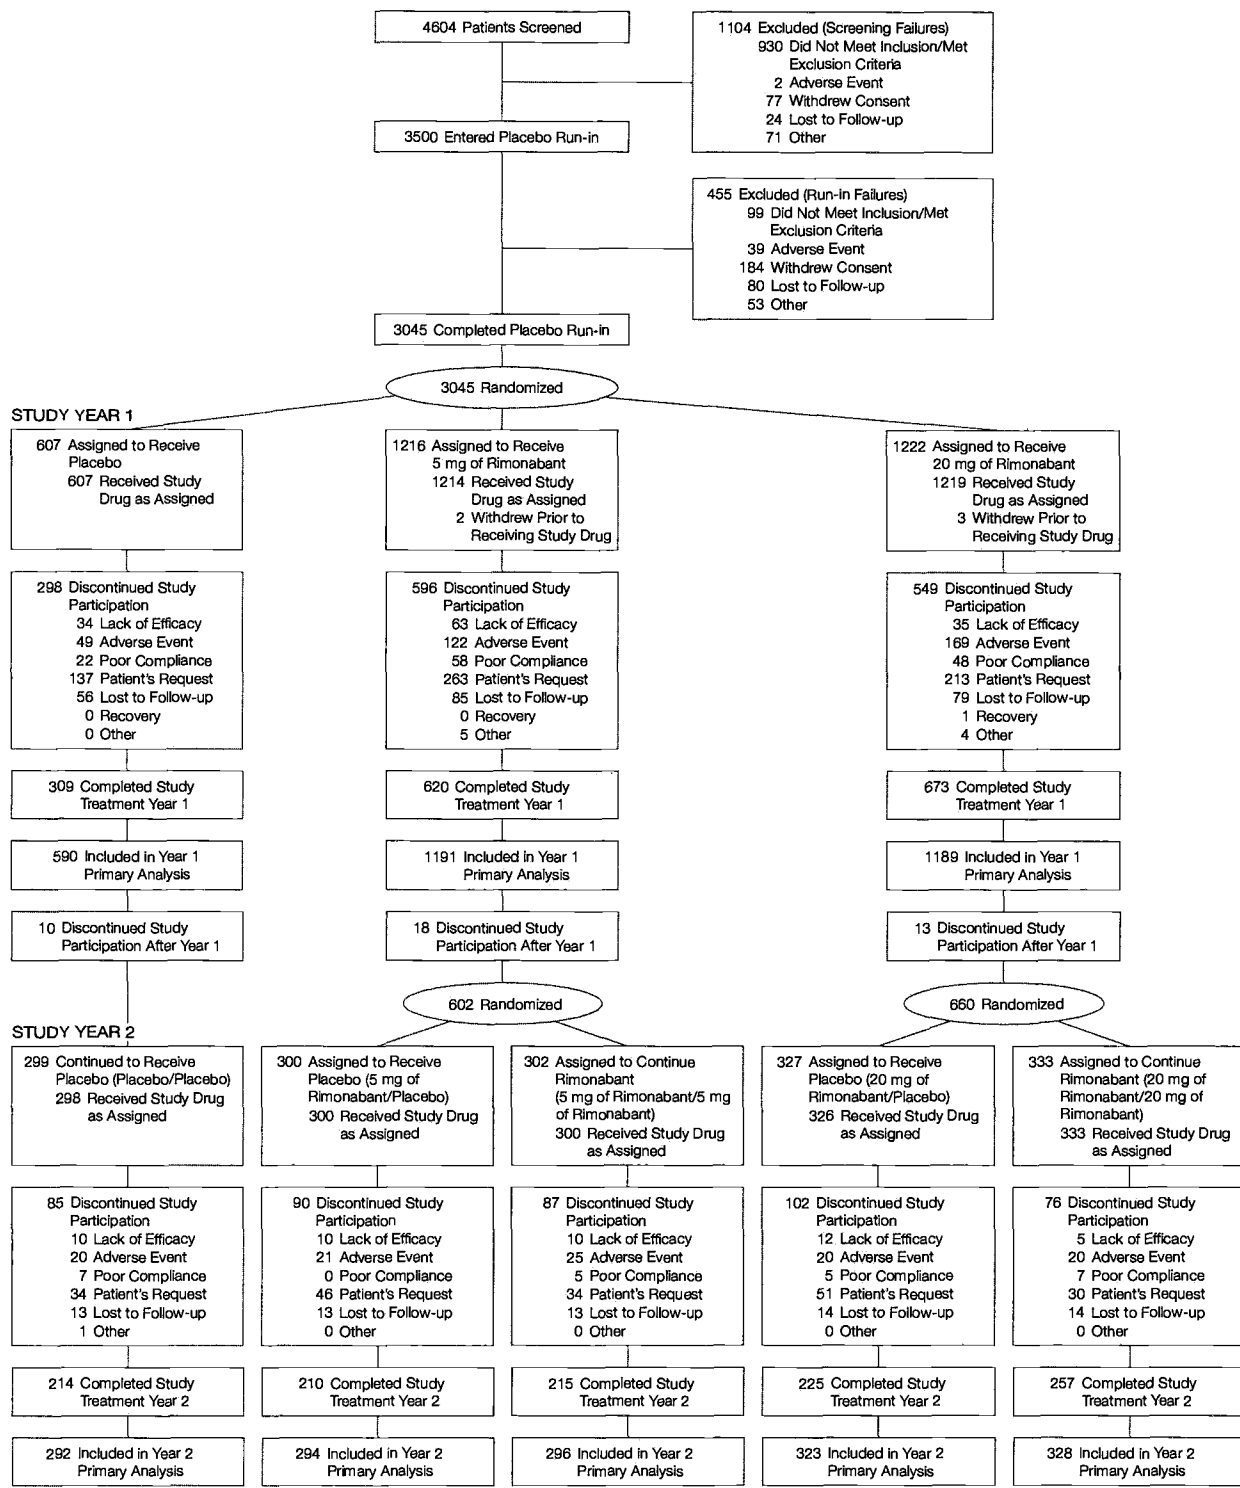 4604 Patients Screened
1104 Excluded (Screening Failures)
930 Did Not Meet Inclusion/Met
Exclusion Criteria
2 Adverse Event
77 Withdrew Consent
24 Lost to Follow-up
71 Other
3500 Entered Placebo Run-in
455 Excluded (Run-in Failures)
99 Did Not Meet Inclusion/Met
Exclusion Criteria
39 Adverse Event
184 Withdrew Consent
80 Lost to Follow-up
53 Other
3045 Completed Placebo Run-in
3045 Randomized
STUDY YEAR 1
607 Assigned to Receive
Placebo
607 Received Study
Drug as Assigned
1216 Assigned to Receive
5 mg of Rimonabant
1214 Received Study
Drug as Assigned
2 Withdrew Prior to
Receiving Study Drug
1222 Assigned to Receive
20 mg of Rimonabant
1219 Received Study
Drug as Assigned
3 Withdrew Prior to
Receiving Study Drug
298 Discontinued Study
Participation
34 Lack of Efficacy
49 Adverse Event
22 Poor Compliance
137 Patient's Request
56 Lost to Follow-up
0 Recovery
0 Other
596 Discontinued Study
Participation
63 Lack of Efficacy
122 Adverse Event
58 Poor Compliance
263 Patient's Request
85 Lost to Follow-up
0 Recovery
5 Other
549 Discontinued Study
Participation
35 Lack of Efficacy
169 Adverse Event
48 Poor Compliance
213 Patient's Request
79 Lost to Follow-up
1 Recovery
4 Other
309 Completed Study
Treatment Year 1
620 Completed Study
Treatment Year 1
673 Completed Study
Treatment Year 1
590 Included in Year 1
Primary Analysis
1191 Included in Year 1
Primary Analysis
1189 Included in Year 1
Primary Analysis
10 Discontinued Study
Participation After Year 1
18 Discontinued Study
Participation After Year 1
13 Discontinued Study
Participation After Year 1
602 Randomized
660 Randomized
STUDY YEAR 2
299 Continued to Receive
Placebo (Placebo/Placebo)
298 Received Study Drug
as Assigned
300 Assigned to Receive
Placebo (5 mg of
Rimonabant/Placebo)
300 Received Study Drug
as Assigned
302 Assigned to Continue
Rimonabant
(5 mg of Rimonabant/5 mg
of Rimonabant)
300 Received Study Drug
as Assigned
327 Assigned to Receive
Placebo (20 mg of
Rimonabant/Placebo)
326 Received Study Drug
as Assigned
333 Assigned to Continue
Rimonabant (20 mg of
Rimonabant/20 mg of
Rimonabant)
333 Received Study Drug
as Assigned
85 Discontinued Study
Participation
10 Lack of Efficacy
20 Adverse Event
7 Poor Compliance
34 Patient's Request
13 Lost to Follow-up
1 Other
90 Discontinued Study
Participation
10 Lack of Efficacy
21 Adverse Event
0 Poor Compliance
46 Patient's Request
13 Lost to Follow-up
0 Other
87 Discontinued Study
Participation
10 Lack of Efficacy
25 Adverse Event
5 Poor Compliance
34 Patient's Request
13 Lost to Follow-up
0 Other
102 Discontinued Study
Participation
12 Lack of Efficacy
20 Adverse Event
5 Poor Compliance
51 Patient's Request
14 Lost to Follow-up
0 Other
76 Discontinued Study
Participation
5 Lack of Efficacy
20 Adverse Event
7 Poor Compliance
30 Patient's Request
14 Lost to Follow-up
0 Other
214 Completed Study
Treatment Year 2
210 Completed Study
Treatment Year 2
215 Completed Study
Treatment Year 2
225 Completed Study
Treatment Year 2
257 Completed Study
Treatment Year 2
292 Included in Year 2
Primary Analysis
294 Included in Year 2
Primary Analysis
296 Included in Year 2
Primary Analysis
323 Included in Year 2
Primary Analysis
328 Included in Year 2
Primary Analysis